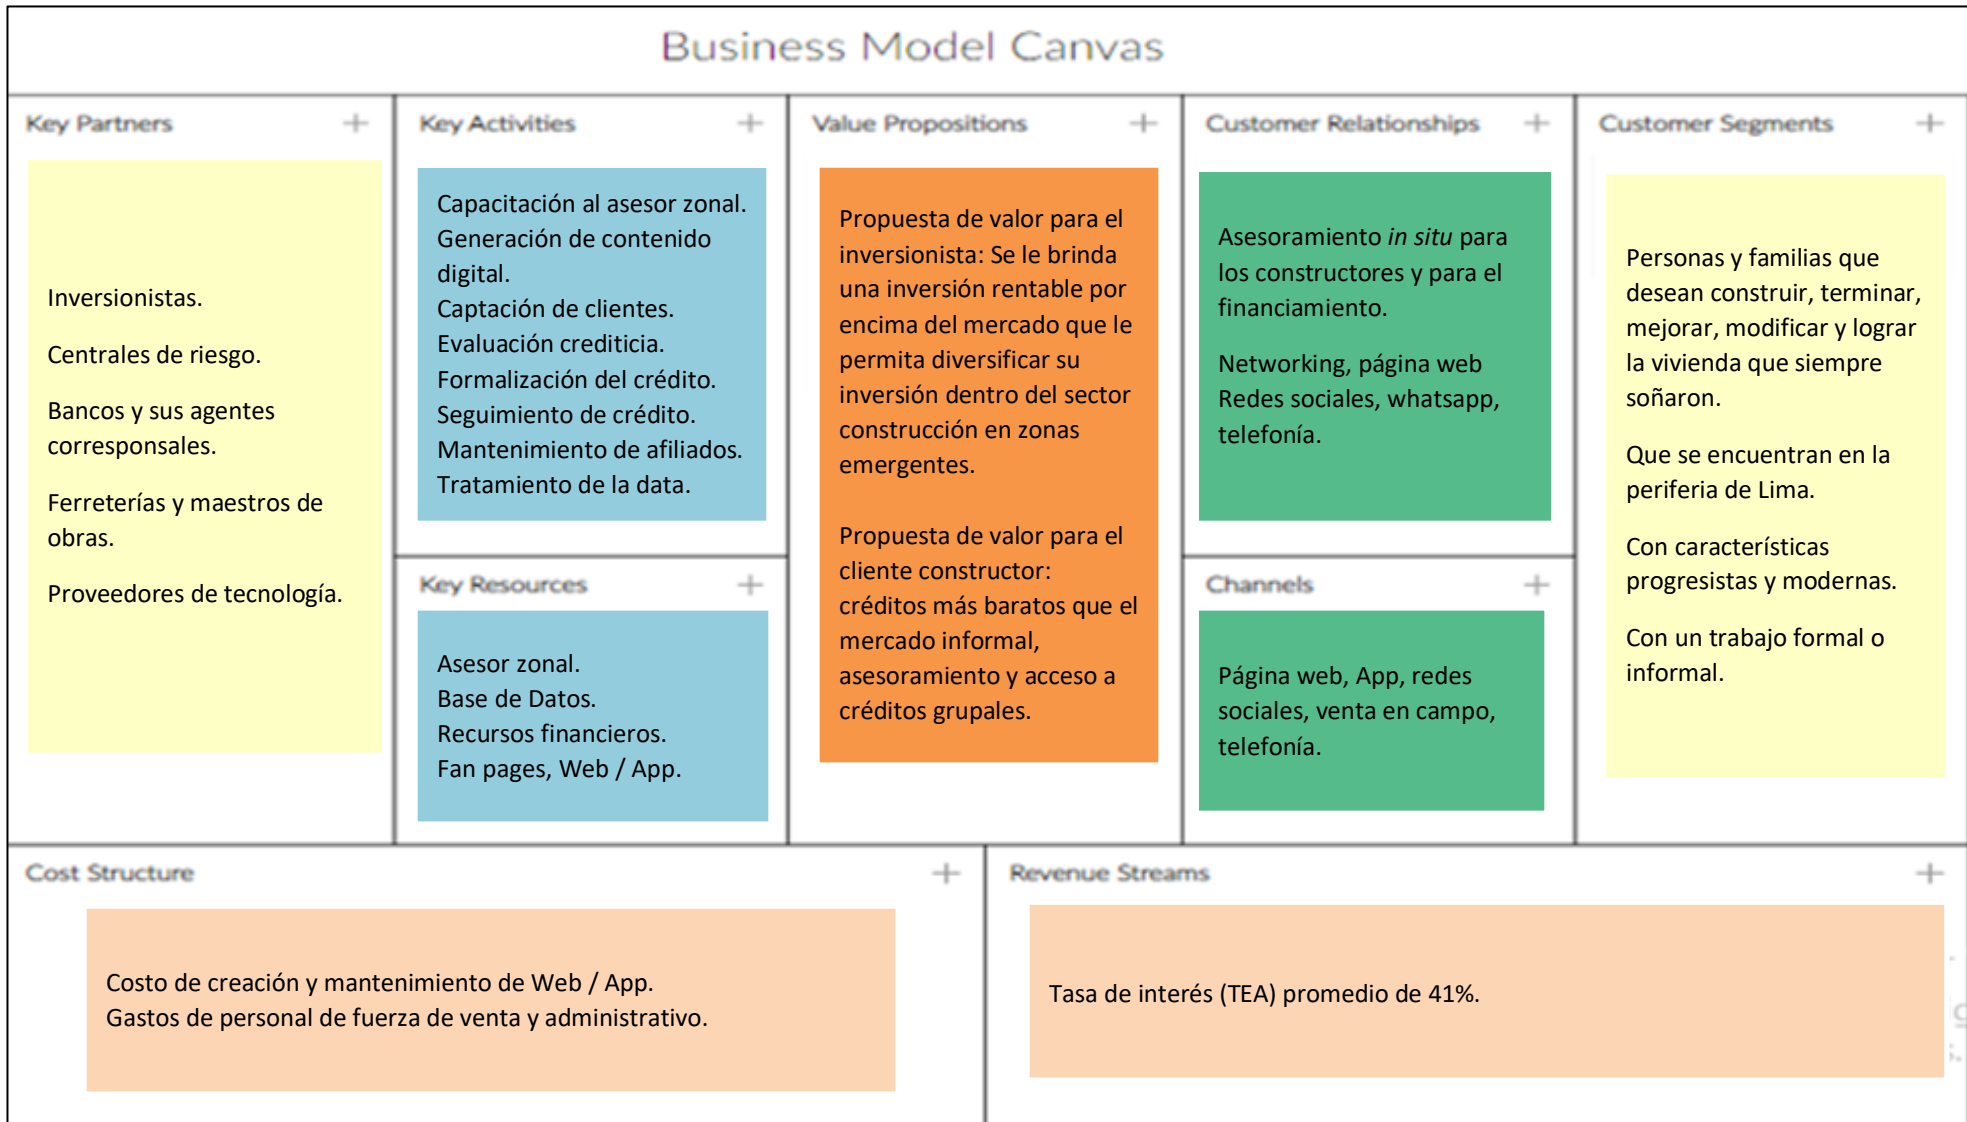 Business Model Canvas
Key Partners +
Inversionistas.
Centrales de riesgo.
Bancos y sus agentes
corresponsales.
Ferreterías y maestros de
obras.
Proveedores de tecnología.
Key Activities +
Capacitación al asesor zonal.
Generación de contenido
digital.
Captación de clientes.
Evaluación crediticia.
Formalización del crédito.
Seguimiento de crédito.
Mantenimiento de afiliados.
Tratamiento de la data.
Key Resources +
Asesor zonal.
Base de Datos.
Recursos financieros.
Fan pages, Web / App.
Value Propositions +
Propuesta de valor para el
inversionista: Se le brinda
una inversión rentable por
encima del mercado que le
permita diversificar su
inversión dentro del sector
construcción en zonas
emergentes.
Propuesta de valor para el
cliente constructor:
créditos más baratos que el
mercado informal,
asesoramiento y acceso a
créditos grupales.
Customer Relationships +
Asesoramiento in situ para
los constructores y para el
financiamiento.
Networking, página web
Redes sociales, whatsapp,
telefonía.
Channels +
Página web, App, redes
sociales, venta en campo,
telefonía.
Customer Segments +
Personas y familias que
desean construir, terminar,
mejorar, modificar y lograr
la vivienda que siempre
soñaron.
Que se encuentran en la
periferia de Lima.
Con características
progresistas y modernas.
Con un trabajo formal o
informal.
Cost Structure +
Costo de creación y mantenimiento de Web / App.
Gastos de personal de fuerza de venta y administrativo.
Revenue Streams +
Tasa de interés (TEA) promedio de 41%.